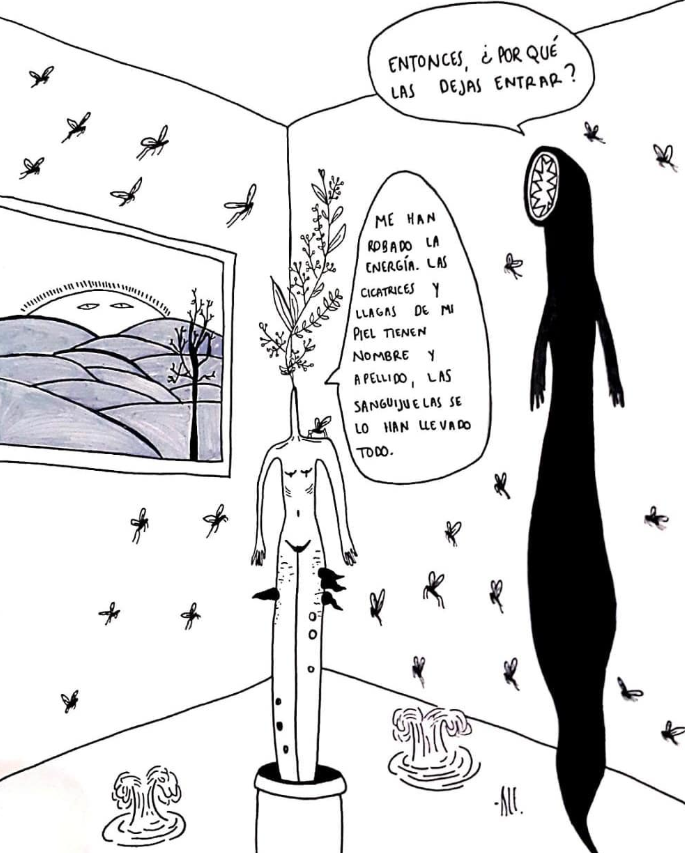 ENTONCES, ¿POR QUÉ
LAS DEJAS ENTRAR?
ME HAN
ROBADO LA
ENERGÍA. LAS
CICATRICES Y
LLAGAS DE MI
PIEL TIENEN
NOMBRE Y
APELLIDO, LAS
SANGUIJUELAS SE
LO HAN LLEVADO
TODO.